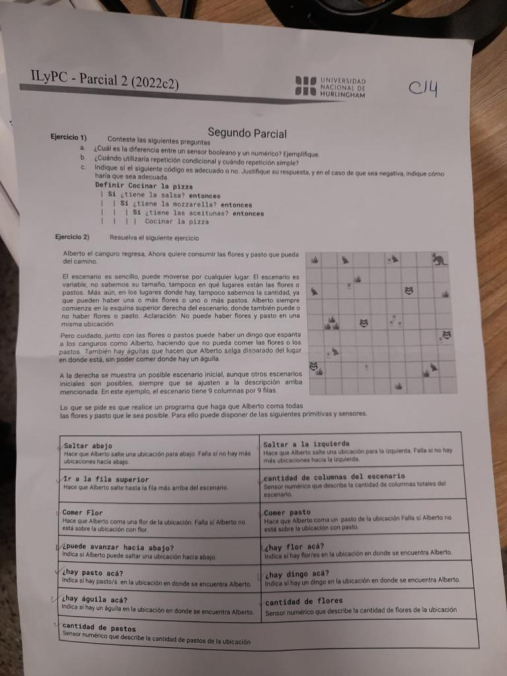 ILyPC - Parcial 2 (2022c2)
UNIVERSIDAD
NACIONAL DE
HURLINGHAM
C14
Segundo Parcial
Ejercicio 1) Conteste las siguientes preguntas
a. ¿Cuál es la diferencia entre un sensor booleano y un numérico? Ejemplifique.
b. ¿Cuándo utilizaría repetición condicional y cuándo repetición simple?
c. Indique si el siguiente código es adecuado o no. Justifique su respuesta, y en el caso de que sea negativa, indique cómo
haría que sea adecuada.
Definir Cocinar la pizza
| Si ¿tiene la salsa? entonces
| | Si ¿tiene la mozzarella? entonces
| | | Si ¿tiene las aceitunas? entonces
| | | | Cocinar la pizza
Ejercicio 2) Resuelva el siguiente ejercicio
Alberto el canguro regresa. Ahora quiere consumir las flores y pasto que pueda
del camino.
El escenario es sencillo, puede moverse por cualquier lugar. El escenario es
variable, no sabemos su tamaño, tampoco en qué lugares están las flores o
pastos. Más aún, en los lugares donde hay, tampoco sabemos la cantidad, ya
que pueden haber una o más flores o uno o más pastos. Alberto siempre
comienza en la esquina superior derecha del escenario, donde también puede o
no haber flores o pasto. Aclaración: No puede haber flores y pasto en una
misma ubicación.
Pero cuidado, junto con las flores o pastos puede haber un dingo que espanta
a los canguros como Alberto, haciendo que no pueda comer las flores o los
pastos. También hay águilas que hacen que Alberto salga disparado del lugar
en donde está, sin poder comer donde hay un águila.
A la derecha se muestra un posible escenario inicial, aunque otros escenarios
iniciales son posibles, siempre que se ajusten a la descripción arriba
mencionada. En este ejemplo, el escenario tiene 9 columnas por 9 filas.
Lo que se pide es que realice un programa que haga que Alberto coma todas
las flores y pasto que le sea posible. Para ello puede disponer de las siguientes primitivas y sensores.
Saltar abajo
Hace que Alberto salte una ubicación para abajo. Falla si no hay más
ubicaciones hacia abajo.
Saltar a la izquierda
Hace que Alberto salte una ubicación para la izquierda. Falla si no hay
más ubicaciones hacia la izquierda.
Ir a la fila superior
Hace que Alberto salte hasta la fila más arriba del escenario.
cantidad de columnas del escenario
Sensor numérico que describe la cantidad de columnas totales del
escenario.
Comer Flor
Hace que Alberto coma una flor de la ubicación. Falla si Alberto no
está sobre la ubicación con flor.
Comer pasto
Hace que Alberto coma un pasto de la ubicación Falla si Alberto no
está sobre la ubicación con pasto.
¿puede avanzar hacia abajo?
Indica si Alberto puede saltar una ubicación hacia abajo.
¿hay flor acá?
Indica si hay flor/es en la ubicación en donde se encuentra Alberto.
¿hay pasto acá?
Indica si hay pasto/s en la ubicación en donde se encuentra Alberto.
¿hay dingo acá?
Indica si hay un dingo en la ubicación en donde se encuentra Alberto.
¿hay águila acá?
Indica si hay un águila en la ubicación en donde se encuentra Alberto.
cantidad de flores
Sensor numérico que describe la cantidad de flores de la ubicación
cantidad de pastos
Sensor numérico que describe la cantidad de pastos de la ubicación